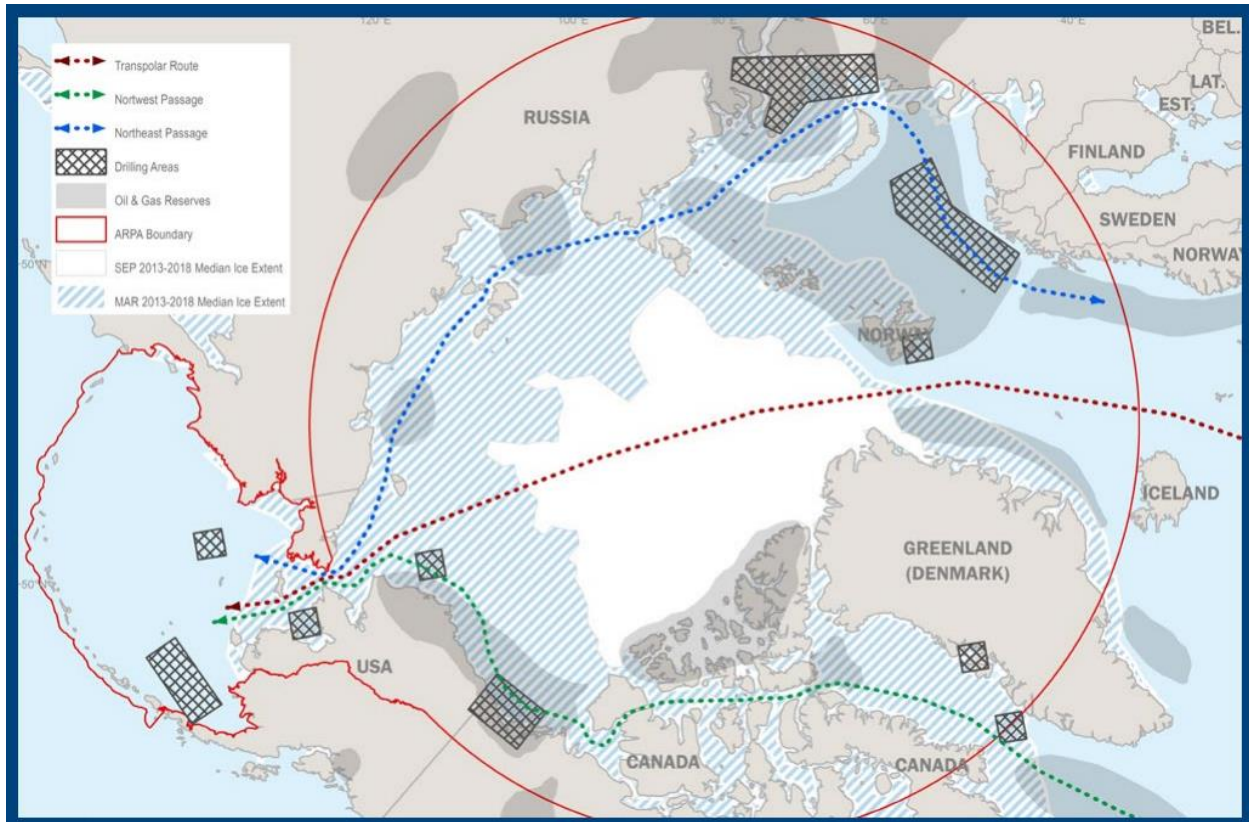 120°E
100°E
80°E
60°E
40°E
Transpolar Route
Nortwest Passage
Northeast Passage
Drilling Areas
Oil & Gas Reserves
ARPA Boundary
SEP 2013-2018 Median Ice Extent
MAR 2013-2018 Median Ice Extent
BEL.
LAT.
EST.
RUSSIA
FINLAND
SWEDEN
NORWAY
50°N
NORWAY
ICELAND
GREENLAND
(DENMARK)
50°N
USA
CANADA
CANADA